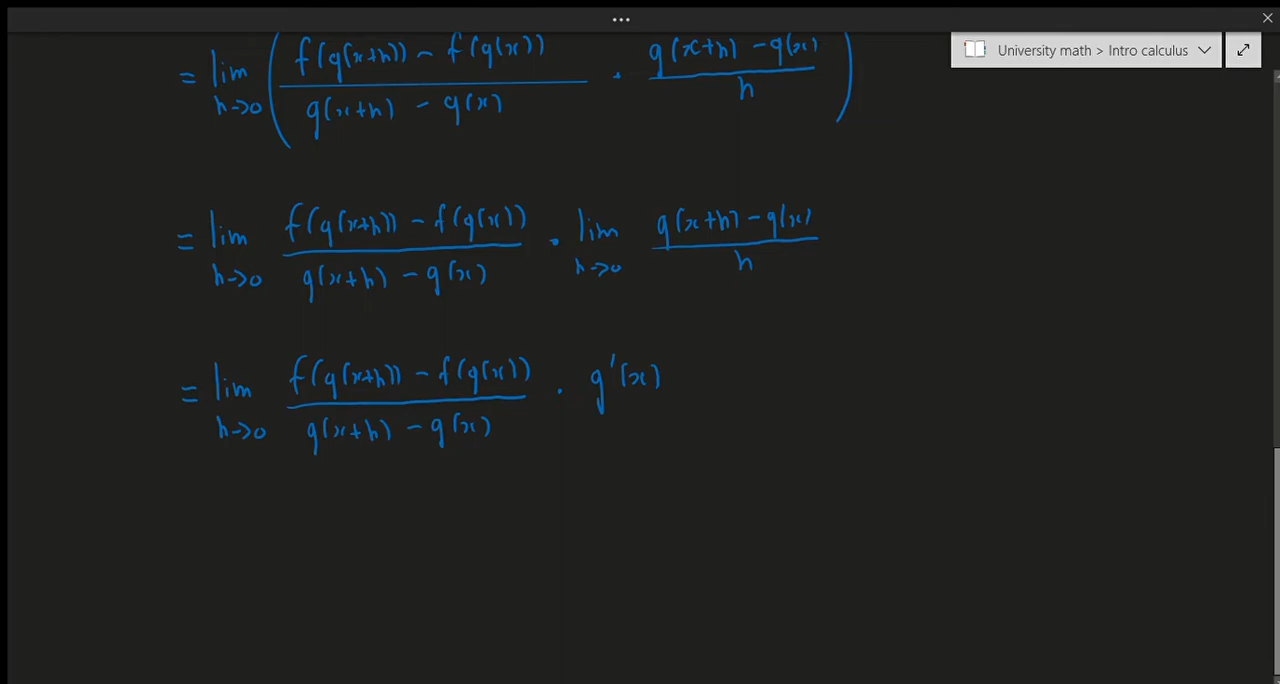 ... ×
University math > Intro calculus
= lim h→0 ( f(g(x+h)) − f(g(x)) / g(x+h) − g(x) · g(x+h) − g(x) / h )
= lim h→0 f(g(x+h)) − f(g(x)) / g(x+h) − g(x) · lim h→0 g(x+h) − g(x) / h
= lim h→0 f(g(x+h)) − f(g(x)) / g(x+h) − g(x) · g'(x)